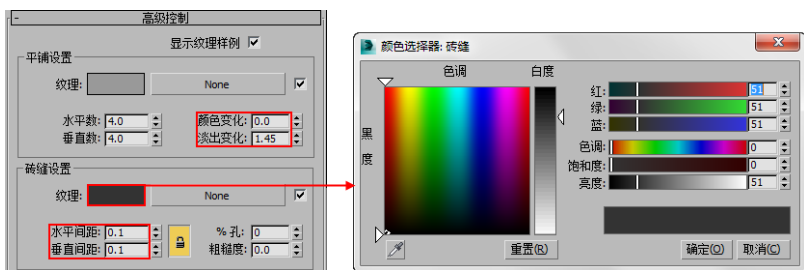 - 高级控制
显示纹理样例
平铺设置
纹理: None
水平数: 4.0 颜色变化: 0.0
垂直数: 4.0 淡出变化: 1.45
砖缝设置
纹理: None
水平间距: 0.1 % 孔: 0
垂直间距: 0.1 粗糙度: 0.0
颜色选择器: 砖缝
色调 白度
黑度
红: 51
绿: 51
蓝: 51
色调: 0
饱和度: 0
亮度: 51
重置(R) 确定(O) 取消(C)